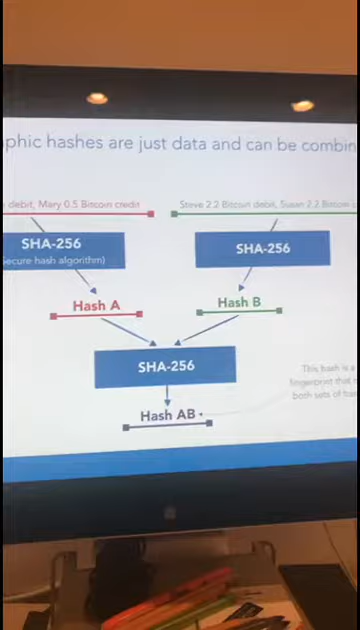 phic hashes are just data and can be combin
debit, Mary 0.5 Bitcoin credit
Steve 2.2 Bitcoin debit, Susan 2.2 Bitcoin
SHA-256
ecure hash algorithm)
SHA-256
Hash A
Hash B
SHA-256
This hash is a
fingerprint that
both sets of
Hash AB